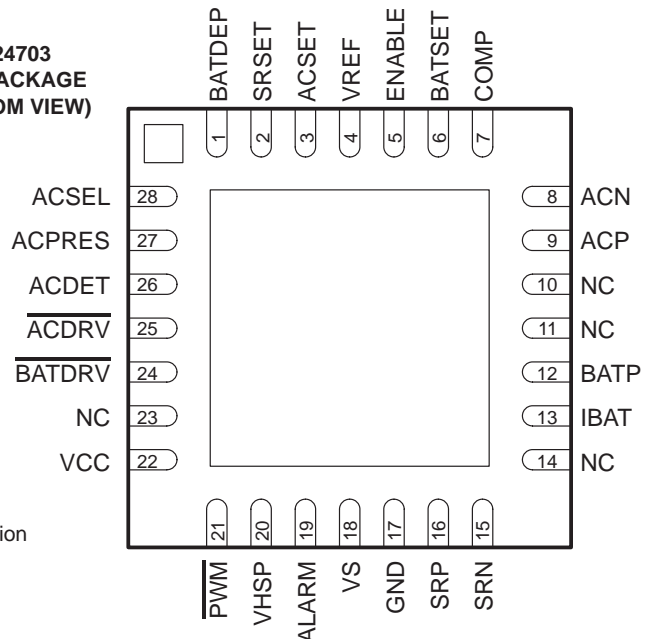 24703
ACKAGE
OM VIEW)
BATDEP
SRSET
ACSET
VREF
ENABLE
BATSET
COMP
1 2 3 4 5 6 7
ACSEL 28
ACPRES 27
ACDET 26
ACDRV 25
BATDRV 24
NC 23
VCC 22
8 ACN
9 ACP
10 NC
11 NC
12 BATP
13 IBAT
14 NC
tion
21 20 19 18 17 16 15
PWM
VHSP
ALARM
VS
GND
SRP
SRN